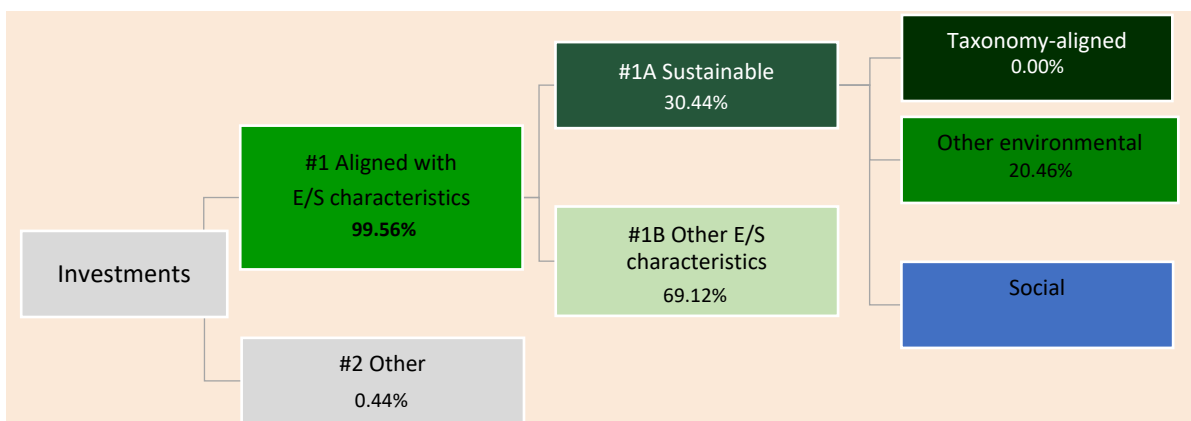 Investments
#1 Aligned with
E/S characteristics
99.56%
#2 Other
0.44%
#1A Sustainable
30.44%
#1B Other E/S
characteristics
69.12%
Taxonomy-aligned
0.00%
Other environmental
20.46%
Social